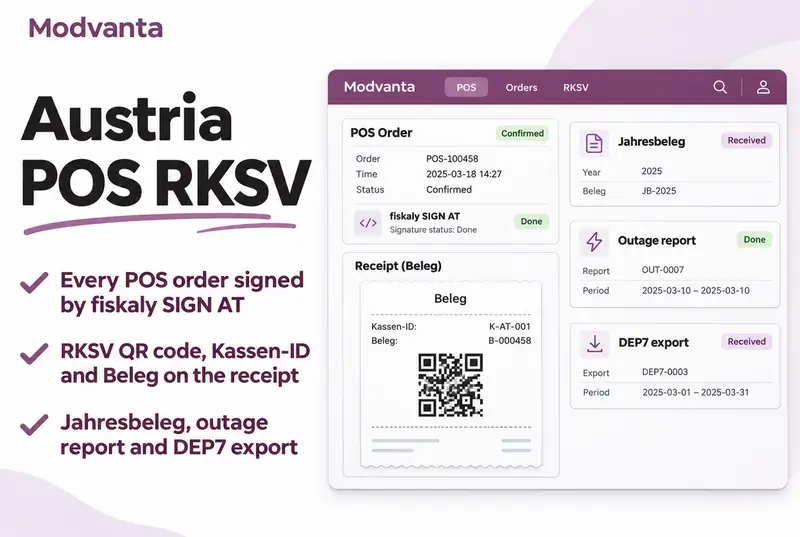 Modvanta
Austria
POS RKSV
Every POS order signed
by fiskaly SIGN AT
RKSV QR code, Kassen-ID
and Beleg on the receipt
Jahresbeleg, outage
report and DEP7 export
Modvanta POS Orders RKSV
POS Order Confirmed
Order POS-100458
Time 2025-03-18 14:27
Status Confirmed
fiskaly SIGN AT
Signature status: Done
Done
Receipt (Beleg)
Beleg
Kassen-ID: K-AT-001
Beleg: B-000458
Jahresbeleg Received
Year 2025
Beleg JB-2025
Outage report Done
Report OUT-0007
Period 2025-03-10 – 2025-03-10
DEP7 export Received
Export DEP7-0003
Period 2025-03-01 – 2025-03-31